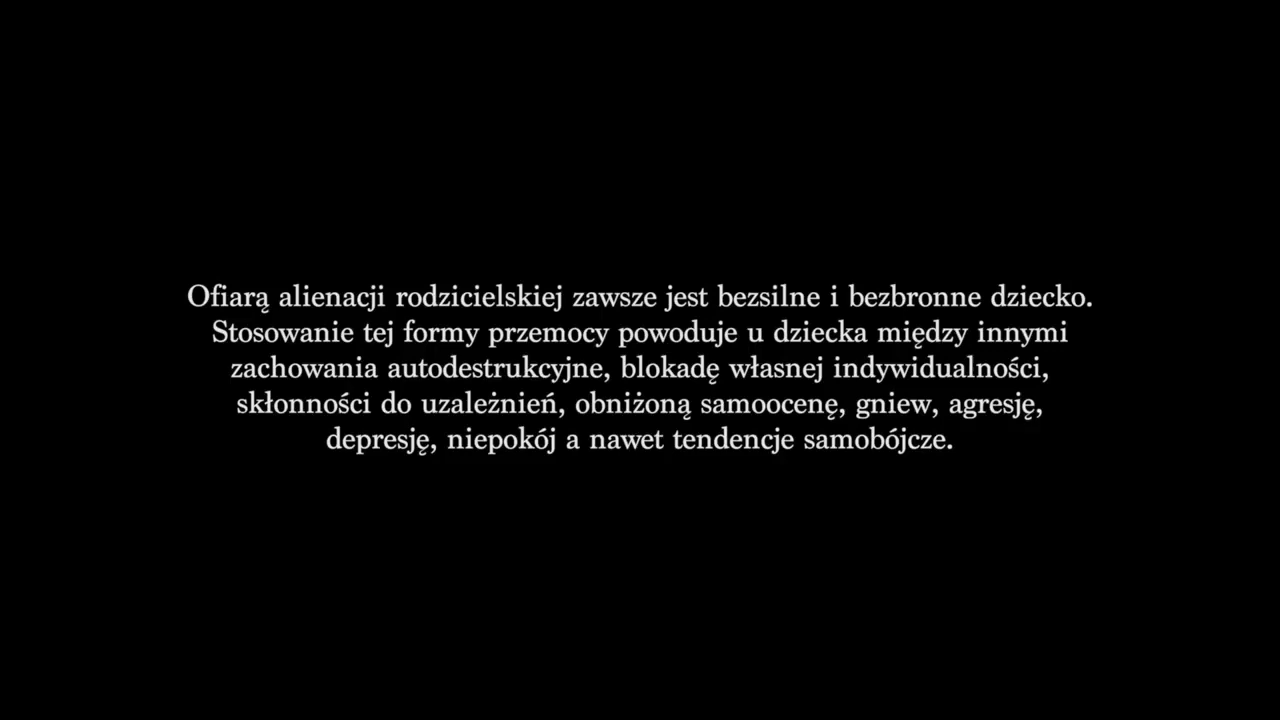 Ofiarą alienacji rodzicielskiej zawsze jest bezsilne i bezbronne dziecko.
Stosowanie tej formy przemocy powoduje u dziecka między innymi
zachowania autodestrukcyjne, blokadę własnej indywidualności,
skłonności do uzależnień, obniżoną samoocenę, gniew, agresję,
depresję, niepokój a nawet tendencje samobójcze.